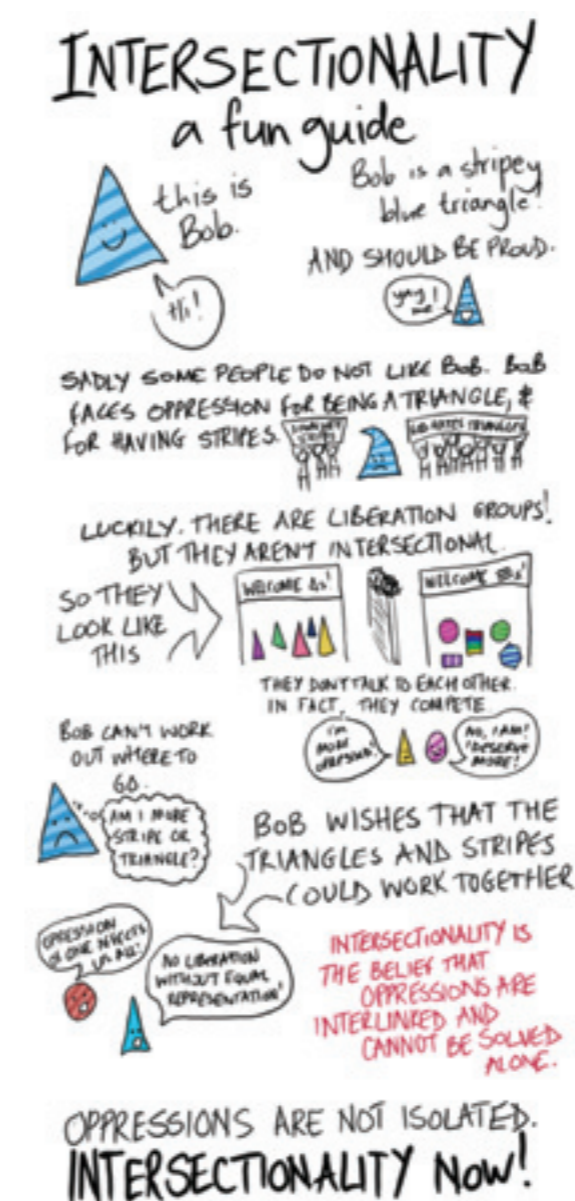 INTERSECTIONALITY
a fun guide
this is
Bob.
Hi!
Bob is a stripey
blue triangle!
AND SHOULD BE PROUD.
yay!
me
SADLY SOME PEOPLE DO NOT LIKE BOB. BOB
FACES OPPRESSION FOR BEING A TRIANGLE, &
FOR HAVING STRIPES.
TRIANGLES
LUCKILY. THERE ARE LIBERATION GROUPS!
BUT THEY AREN'T INTERSECTIONAL.
SO THEY
LOOK LIKE
THIS
WELCOME
WELCOME
THEY DON'T TALK TO EACH OTHER.
IN FACT, THEY COMPETE
I'M
MORE
OPPRESSED!
NO, I AM!
I DESERVE
MORE!
BOB CAN'T WORK
OUT WHERE TO
GO.
AM I MORE
STRIPE OR
TRIANGLE?
BOB WISHES THAT THE
TRIANGLES AND STRIPES
COULD WORK TOGETHER
OPRESSION
OF ONE AFFECTS
US ALL!
NO LIBERATION
WITHOUT EQUAL
REPRESENTATION!
INTERSECTIONALITY IS
THE BELIEF THAT
OPPRESSIONS ARE
INTERLINKED AND
CANNOT BE SOLVED
ALONE.
OPPRESSIONS ARE NOT ISOLATED.
INTERSECTIONALITY NOW!